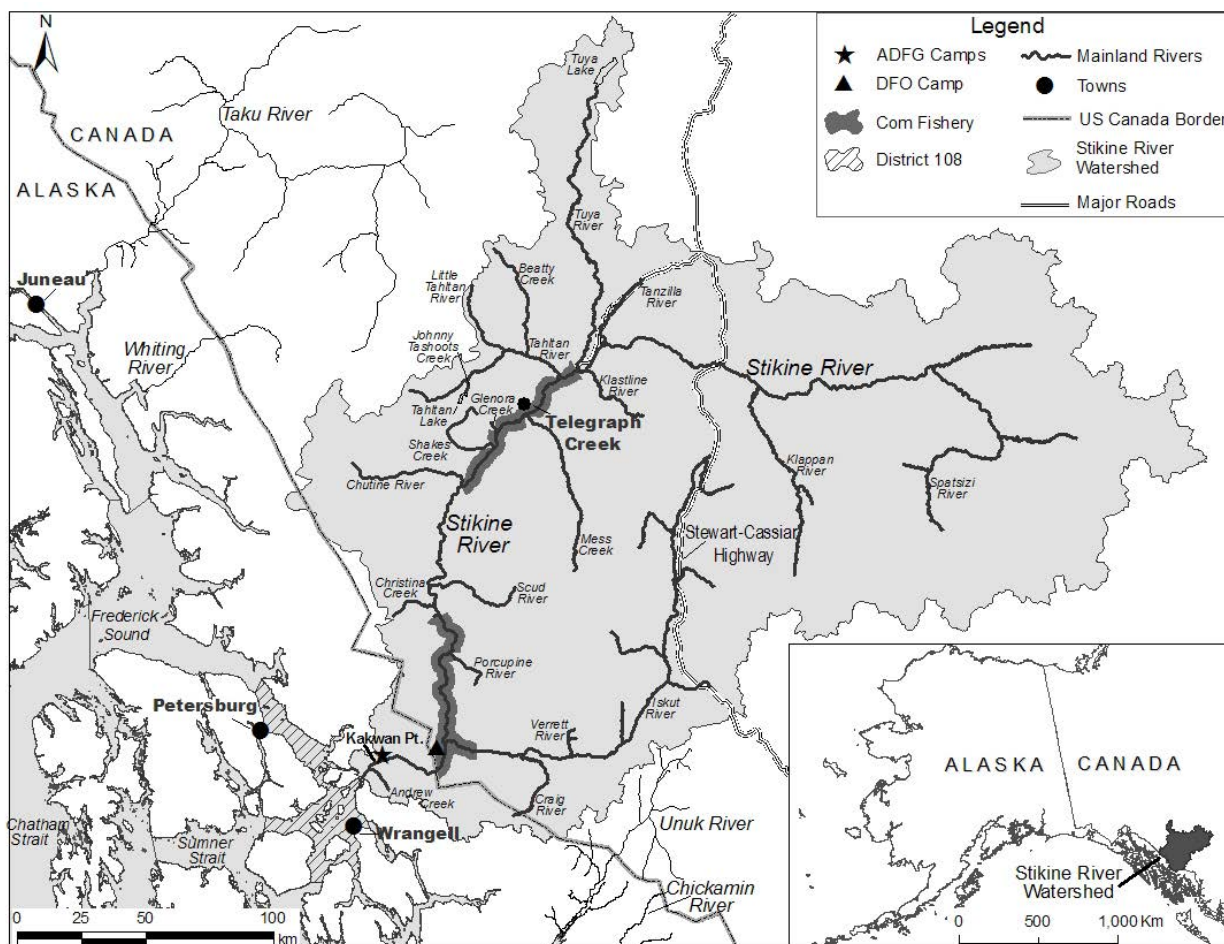 N
Legend
ADFG Camps
DFO Camp
Com Fishery
District 108
Mainland Rivers
Towns
US Canada Border
Stikine River
Watershed
Major Roads
Tuya
Lake
Taku River
CANADA
ALASKA
Tuya
River
Juneau
Little
Tahltan
River
Beatty
Creek
Tanzilla
River
Johnny
Tashoots
Creek
Tahltan
River
Whiting
River
Stikine River
Glenora
Creek
Klastline
River
Tahltan
Lake
Telegraph
Creek
Shakes
Creek
Chutine River
Klappan
River
Spatsizi
River
Stikine
River
Mess
Creek
Stewart-Cassiar
Highway
Christina
Creek
Scud
River
Frederick
Sound
Porcupine
River
Petersburg
Iskut
River
Verrett
River
Kakwan Pt.
Andrew
Creek
Craig
River
Unuk River
Chatham
Strait
Sumner
Strait
Wrangell
Chickamin
River
0 25 50 100
km
ALASKA
CANADA
Stikine River
Watershed
0 500 1,000 Km